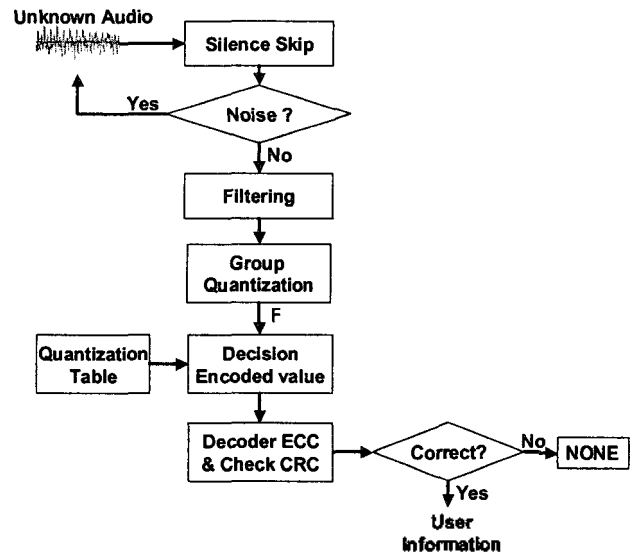 Unknown Audio
Silence Skip
Yes
Noise ?
No
Filtering
Group
Quantization
F
Quantization
Table
Decision
Encoded value
Decoder ECC
& Check CRC
Correct?
No
NONE
Yes
User
Information